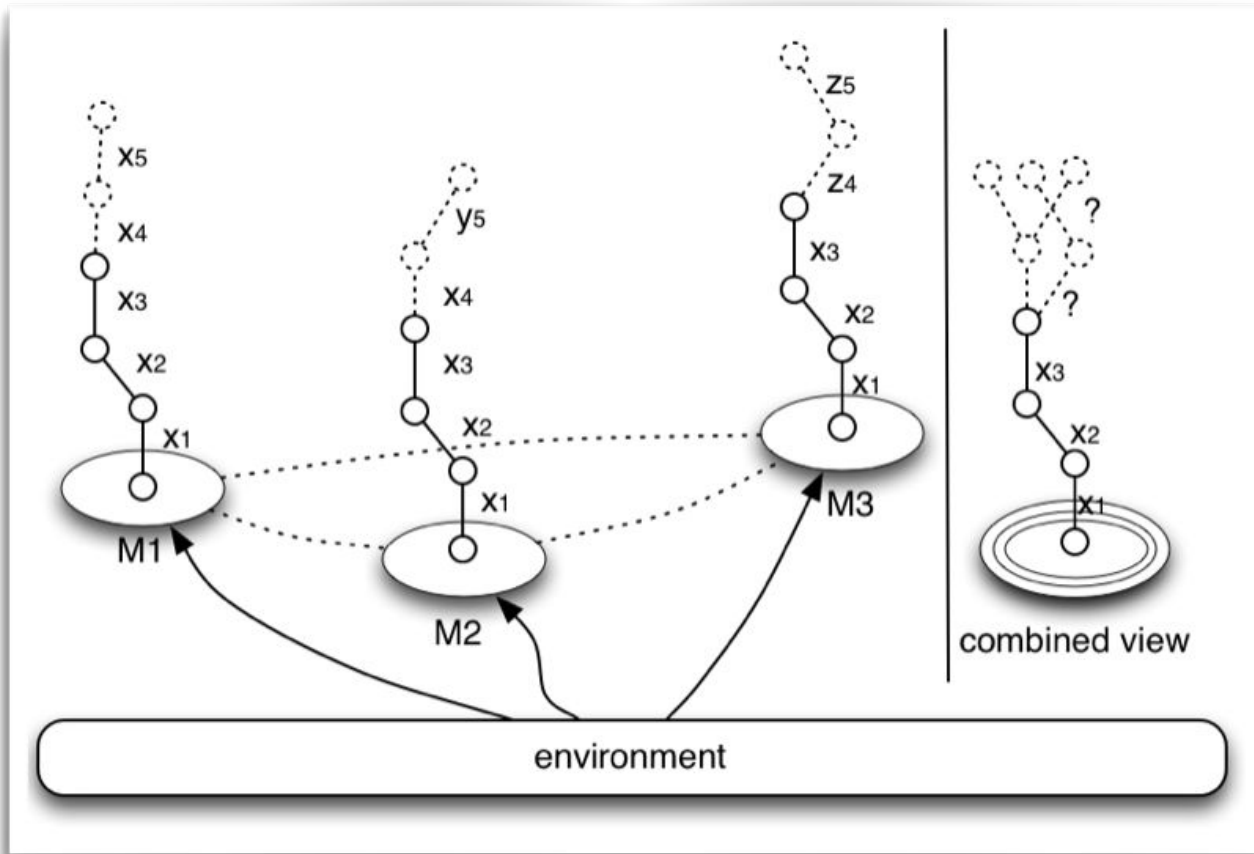 x5
x4
x3
x2
x1
M1
y5
x4
x3
x2
x1
M2
z5
z4
x3
x2
x1
M3
?
?
x3
x2
x1
combined view
environment